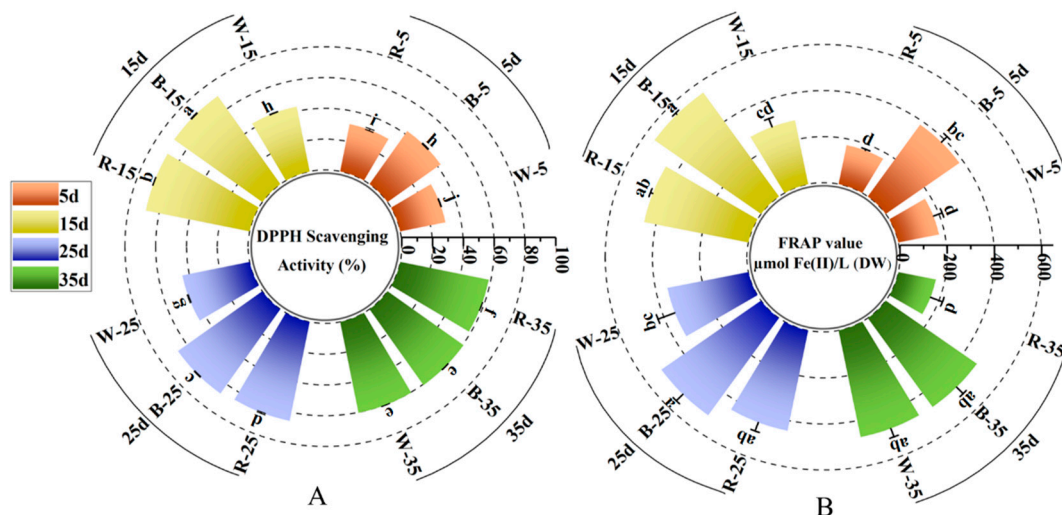 5d
15d
25d
35d
DPPH Scavenging
Activity (%)
0
20
40
60
80
100
R-5
B-5
W-5
5d
i
h
j
W-15
B-15
R-15
15d
h
a
b
W-25
B-25
R-25
25d
g
c
d
R-35
B-35
W-35
35d
f
e
e
A
FRAP value
μmol Fe(II)/L (DW)
0
200
400
600
R-5
B-5
W-5
5d
d
bc
d
W-15
B-15
R-15
15d
cd
a
ab
W-25
B-25
R-25
25d
bc
a
ab
R-35
B-35
W-35
35d
d
ab
ab
B